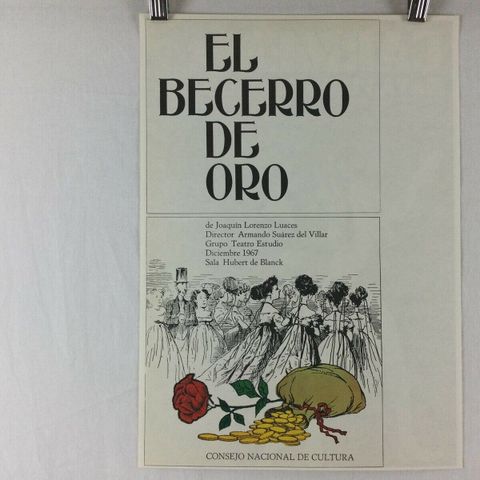 EL
BECERRO
DE
ORO
de Joaquín Lorenzo Luaces
Director Armando Suárez del Villar
Grupo Teatro Estudio
Diciembre 1967
Sala Hubert de Blanck
CONSEJO NACIONAL DE CULTURA